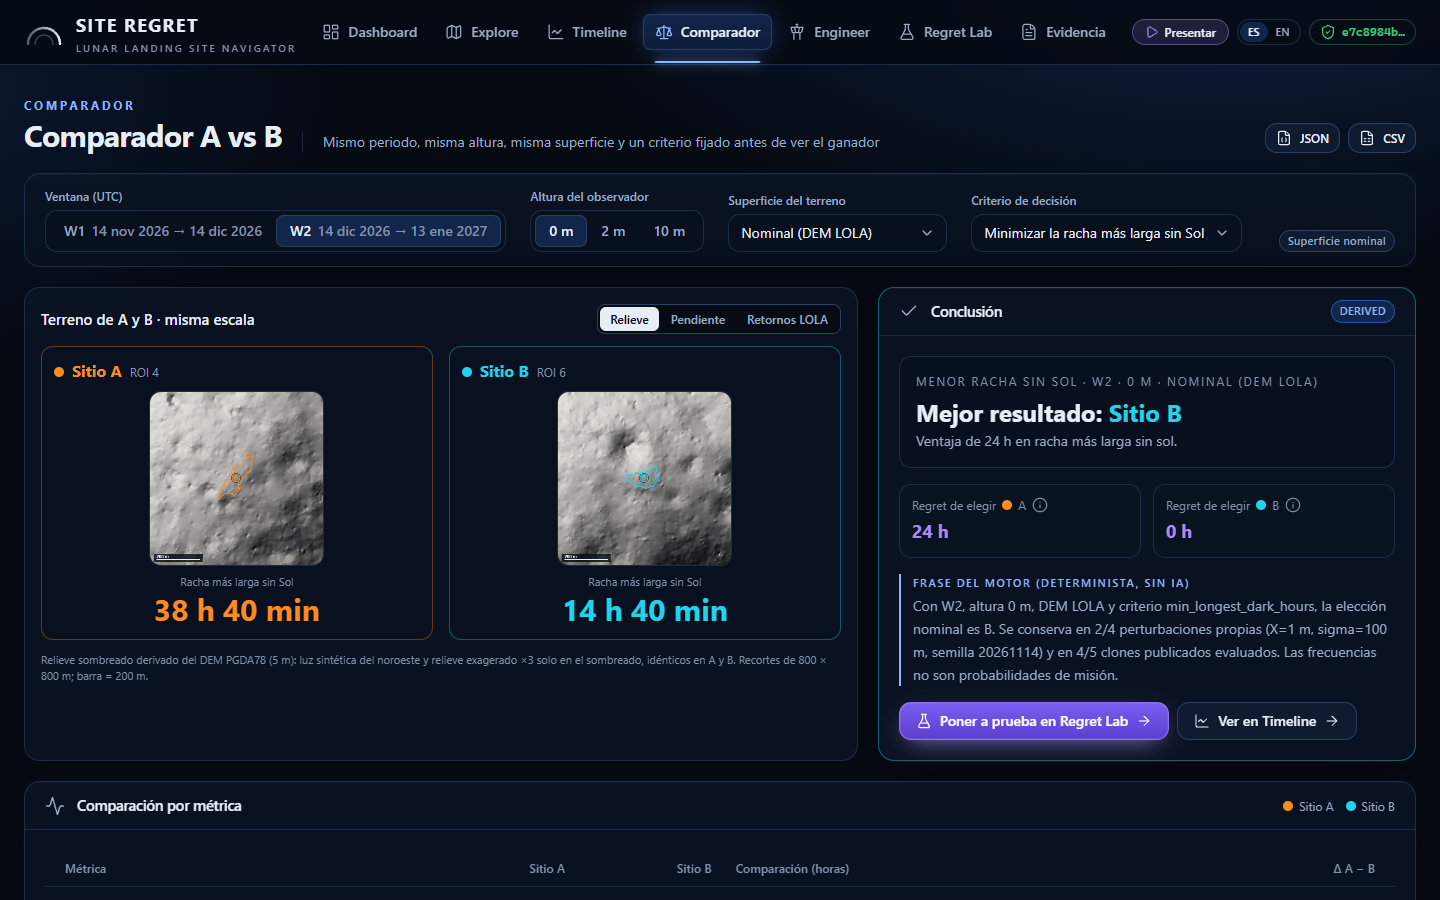 SITE REGRET
LUNAR LANDING SITE NAVIGATOR
Dashboard
Explore
Timeline
Comparador
Engineer
Regret Lab
Evidencia
Presentar
ES EN
e7c8984b…
COMPARADOR
Comparador A vs B
Mismo periodo, misma altura, misma superficie y un criterio fijado antes de ver el ganador
JSON
CSV
Ventana (UTC)
W1 14 nov 2026 → 14 dic 2026
W2 14 dic 2026 → 13 ene 2027
Altura del observador
0 m 2 m 10 m
Superficie del terreno
Nominal (DEM LOLA)
Criterio de decisión
Minimizar la racha más larga sin Sol
Superficie nominal
Terreno de A y B · misma escala
Relieve Pendiente Retornos LOLA
Sitio A ROI 4
200 m
Racha más larga sin Sol
38 h 40 min
Sitio B ROI 6
200 m
Racha más larga sin Sol
14 h 40 min
Relieve sombreado derivado del DEM PGDA78 (5 m): luz sintética del noroeste y relieve exagerado ×3 solo en el sombreado, idénticos en A y B. Recortes de 800 ×
800 m; barra = 200 m.
Conclusión
DERIVED
MENOR RACHA SIN SOL · W2 · 0 M · NOMINAL (DEM LOLA)
Mejor resultado: Sitio B
Ventaja de 24 h en racha más larga sin sol.
Regret de elegir A
24 h
Regret de elegir B
0 h
FRASE DEL MOTOR (DETERMINISTA, SIN IA)
Con W2, altura 0 m, DEM LOLA y criterio min_longest_dark_hours, la elección
nominal es B. Se conserva en 2/4 perturbaciones propias (X=1 m, sigma=100
m, semilla 20261114) y en 4/5 clones publicados evaluados. Las frecuencias
no son probabilidades de misión.
Poner a prueba en Regret Lab →
Ver en Timeline →
Comparación por métrica
Sitio A Sitio B
Métrica Sitio A Sitio B Comparación (horas) Δ A − B